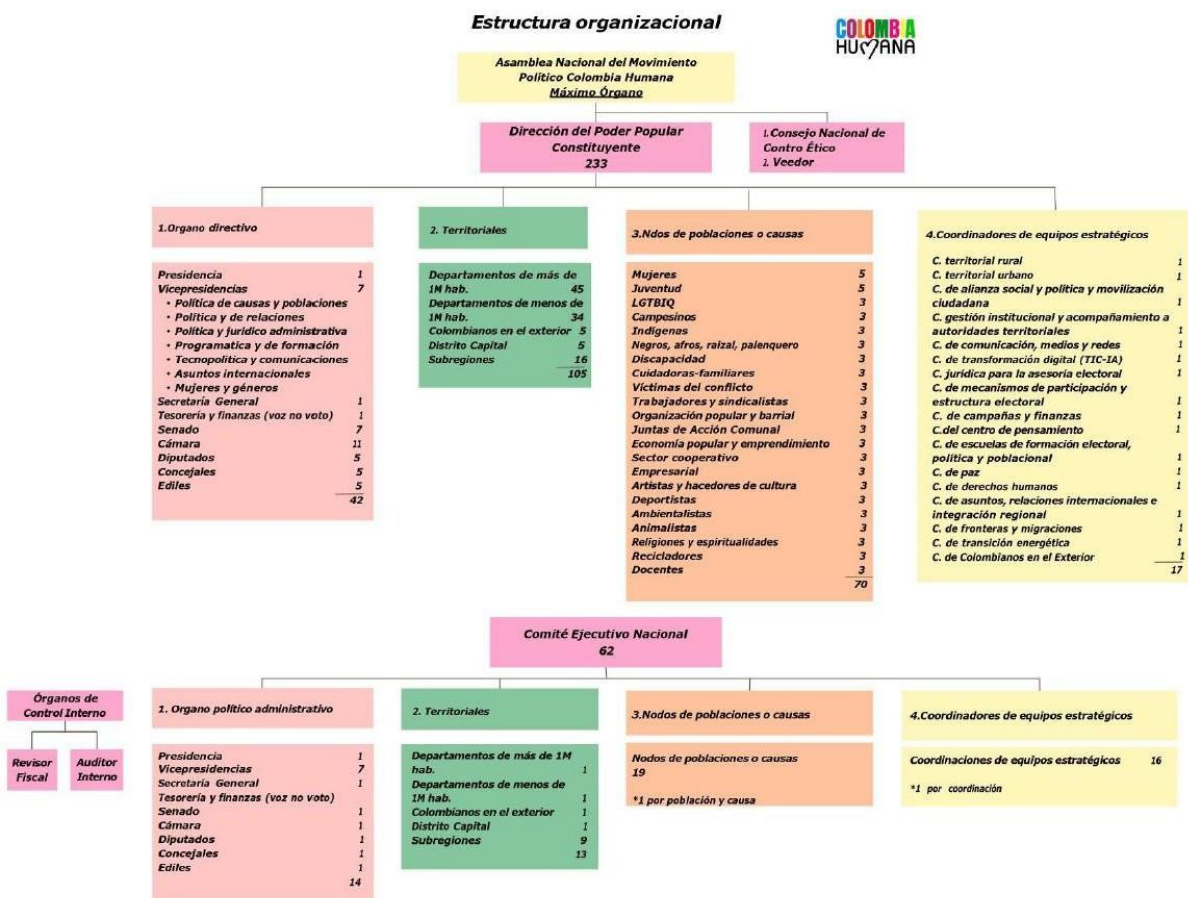 Estructura organizacional
COLOMBIA
HUMANA
Asamblea Nacional del Movimiento
Político Colombia Humana
Máximo Órgano
Dirección del Poder Popular
Constituyente
233
1.Consejo Nacional de
Contro Ético
2. Veedor
1.Organo directivo
Presidencia 1
Vicepresidencias 7
• Política de causas y poblaciones
• Política y de relaciones
• Política y juridico administrativa
• Programatica y de formación
• Tecnopolítica y comunicaciones
• Asuntos internacionales
• Mujeres y géneros
Secretaría General 1
Tesorería y finanzas (voz no voto) 1
Senado 7
Cámara 11
Diputados 5
Concejales 5
Ediles 5
42
2. Territoriales
Departamentos de más de
1M hab. 45
Departamentos de menos de
1M hab. 34
Colombianos en el exterior 5
Distrito Capital 5
Subregiones 16
105
3.Ndos de poblaciones o causas
Mujeres 5
Juventud 5
LGTBIQ 3
Campesinos 3
Indígenas 3
Negros, afros, raizal, palenquero 3
Discapacidad 3
Cuidadoras-familiares 3
Víctimas del conflicto 3
Trabajadores y sindicalistas 3
Organización popular y barrial 3
Juntas de Acción Comunal 3
Economía popular y emprendimiento 3
Sector cooperativo 3
Empresarial 3
Artistas y hacedores de cultura 3
Deportistas 3
Ambientalistas 3
Animalistas 3
Religiones y espiritualidades 3
Recicladores 3
Docentes 3
70
4.Coordinadores de equipos estratégicos
C. territorial rural 1
C. territorial urbano 1
C. de alianza social y política y movilización
ciudadana 1
C. gestión institucional y acompañamiento a
autoridades territoriales 1
C. de comunicación, medios y redes 1
C. de transformación digital (TIC-IA) 1
C. jurídica para la asesoría electoral 1
C. de mecanismos de participación y
estructura electoral 1
C. de campañas y finanzas 1
C.del centro de pensamiento 1
C. de escuelas de formación electoral,
política y poblacional 1
C. de paz 1
C. de derechos humanos 1
C. de asuntos, relaciones internacionales e
integración regional 1
C. de fronteras y migraciones 1
C. de transición energética 1
C. de Colombianos en el Exterior 1
17
Comité Ejecutivo Nacional
62
Órganos de
Control Interno
Revisor
Fiscal
Auditor
Interno
1. Organo político administrativo
Presidencia 1
Vicepresidencias 7
Secretaría General 1
Tesorería y finanzas (voz no voto)
Senado 1
Cámara 1
Diputados 1
Concejales 1
Ediles 1
14
2. Territoriales
Departamentos de más de 1M
hab. 1
Departamentos de menos de
1M hab. 1
Colombianos en el exterior 1
Distrito Capital 1
Subregiones 9
13
3.Nodos de poblaciones o causas
Nodos de poblaciones o causas
19
*1 por población y causa
4.Coordinadores de equipos estratégicos
Coordinaciones de equipos estratégicos 16
*1 por coordinación